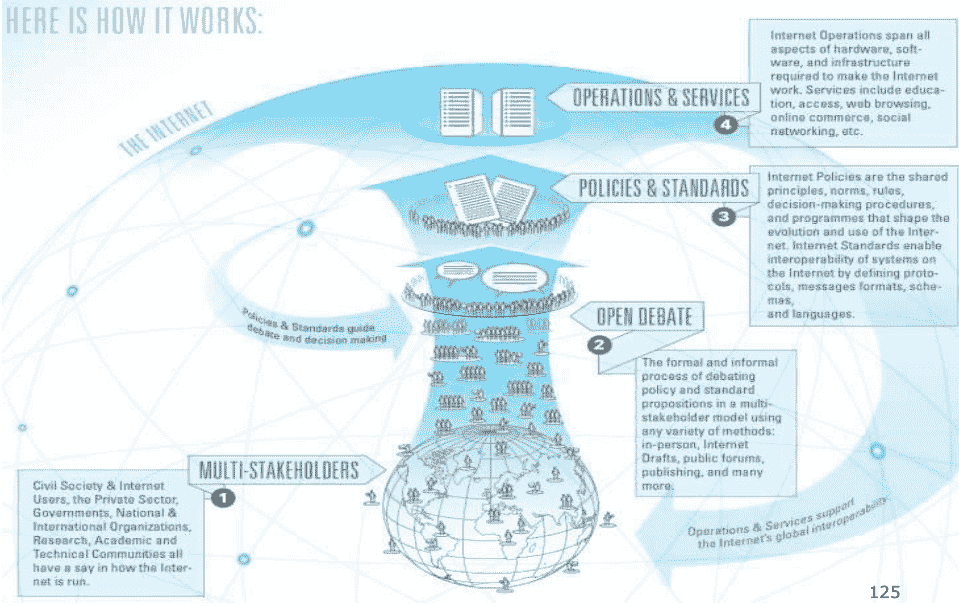 HERE IS HOW IT WORKS:
THE INTERNET
OPERATIONS & SERVICES
4
Internet Operations span all
aspects of hardware, soft-
ware, and infrastructure
required to make the Internet
work. Services include educa-
tion, access, web browsing,
online commerce, social
networking, etc.
POLICIES & STANDARDS
3
Internet Policies are the shared
principles, norms, rules,
decision-making procedures,
and programmes that shape the
evolution and use of the Inter-
net. Internet Standards enable
interoperability of systems on
the Internet by defining proto-
cols, messages formats, sche-
mas,
and languages.
Policies & Standards guide
debate and decision making
OPEN DEBATE
2
The formal and informal
process of debating
policy and standard
propositions in a multi-
stakeholder model using
any variety of methods:
in-person, Internet
Drafts, public forums,
publishing, and many
more.
MULTI-STAKEHOLDERS
1
Civil Society & Internet
Users, the Private Sector,
Governments, National &
International Organizations,
Research, Academic and
Technical Communities all
have a say in how the Inter-
net is run.
Operations & Services support
the Internet's global interoperability
125